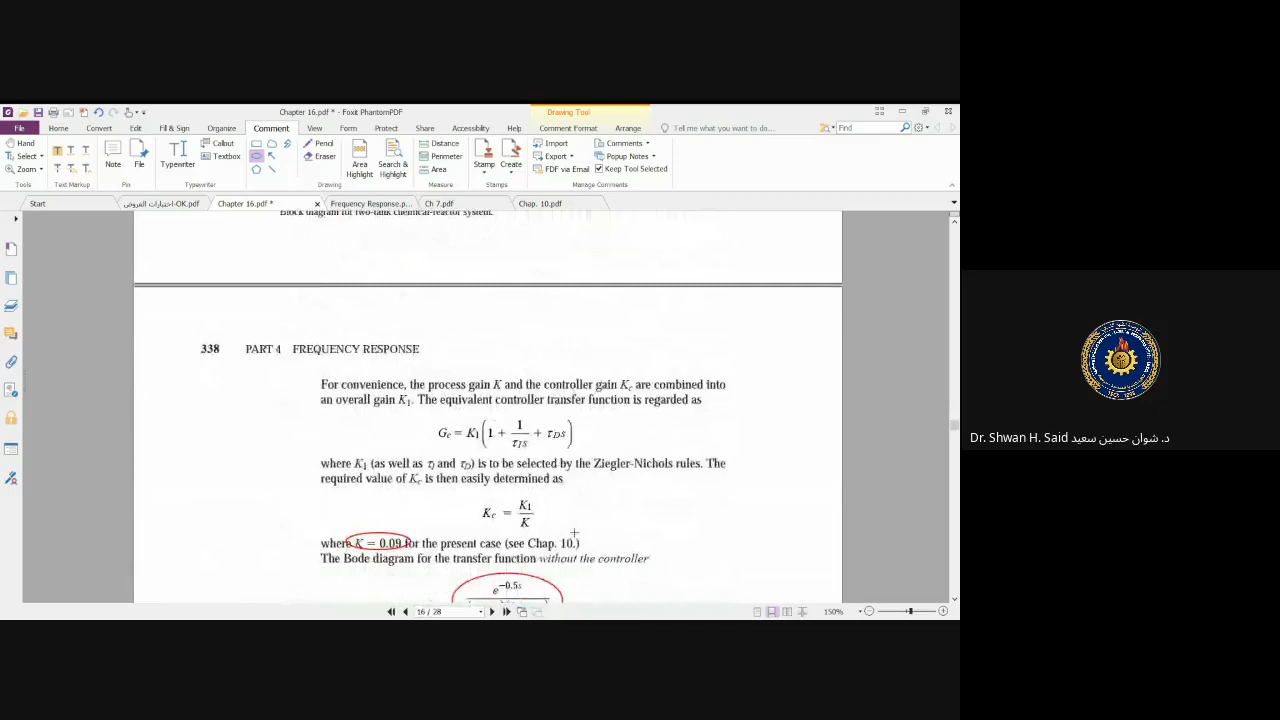 Chapter 16.pdf * - Foxit PhantomPDF
Drawing Tool
File Home Convert Edit Fill & Sign Organize Comment View Form Protect Share Accessibility Help Comment Format Arrange Tell me what you want to do... Find
Hand
Select
Zoom
Tools
Text Markup
Note
File
Pin
Typewriter
Callout
Textbox
Typewriter
Pencil
Eraser
Area Highlight
Search & Highlight
Drawing
Distance
Perimeter
Area
Measure
Stamp
Create
Stamps
Import
Export
FDF via Email
Comments
Popup Notes
Keep Tool Selected
Manage Comments
Start
اختبارات الفروض-OK.pdf
Chapter 16.pdf *
Frequency Response.p...
Ch 7.pdf
Chap. 10.pdf
Block diagram for two-tank chemical-reactor system.
338 PART 4 FREQUENCY RESPONSE
For convenience, the process gain K and the controller gain Kc are combined into
an overall gain K1. The equivalent controller transfer function is regarded as
Gc = K1(1 + 1/τIs + τDs)
where K1 (as well as τI and τD) is to be selected by the Ziegler-Nichols rules. The
required value of Kc is then easily determined as
Kc = K1/K
where K = 0.09 for the present case (see Chap. 10.)
The Bode diagram for the transfer function without the controller
e−0.5s
16 / 28
150%
Dr. Shwan H. Said د. شوان حسين سعيد